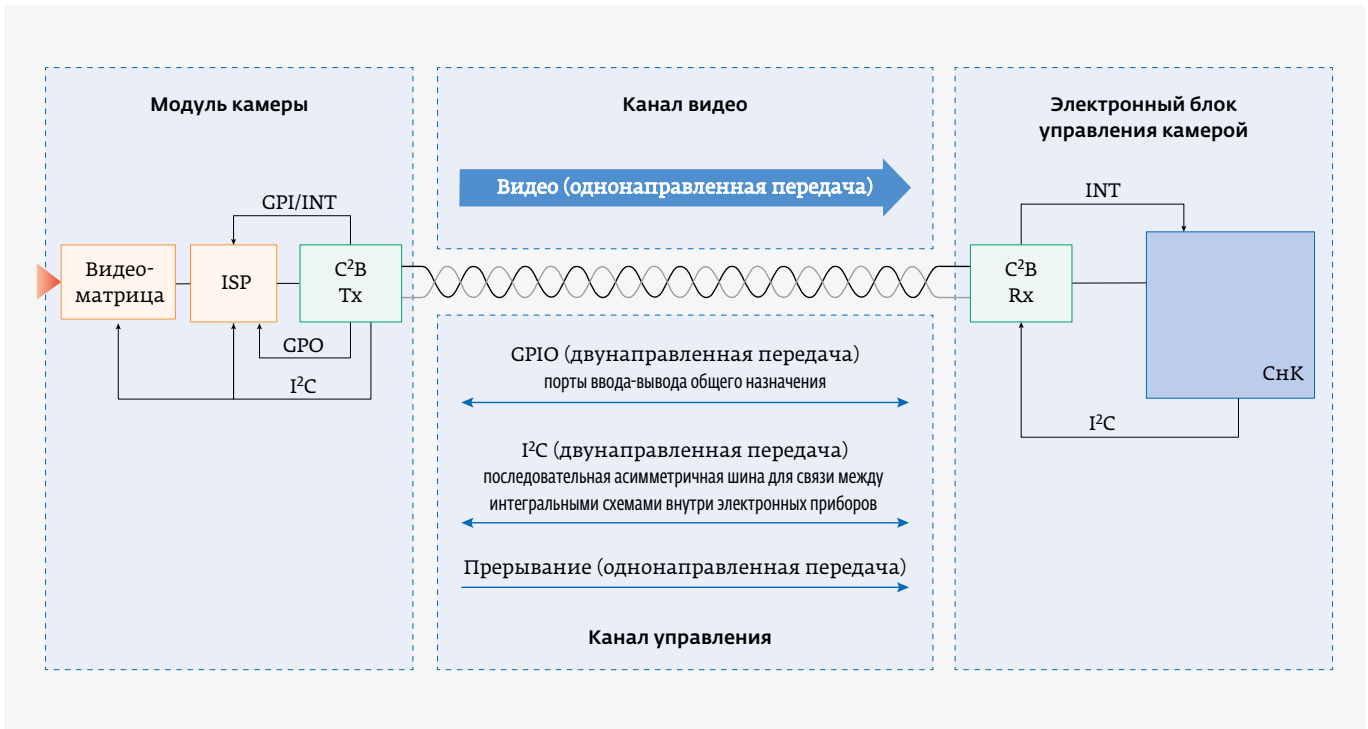 Модуль камеры
GPI/INT
Видео-
матрица
ISP
C²B
Tx
GPO
I²C
Канал видео
Видео (однонаправленная передача)
GPIO (двунаправленная передача)
порты ввода-вывода общего назначения
I²C (двунаправленная передача)
последовательная асимметричная шина для связи между
интегральными схемами внутри электронных приборов
Прерывание (однонаправленная передача)
Канал управления
Электронный блок
управления камерой
INT
C²B
Rx
СнК
I²C